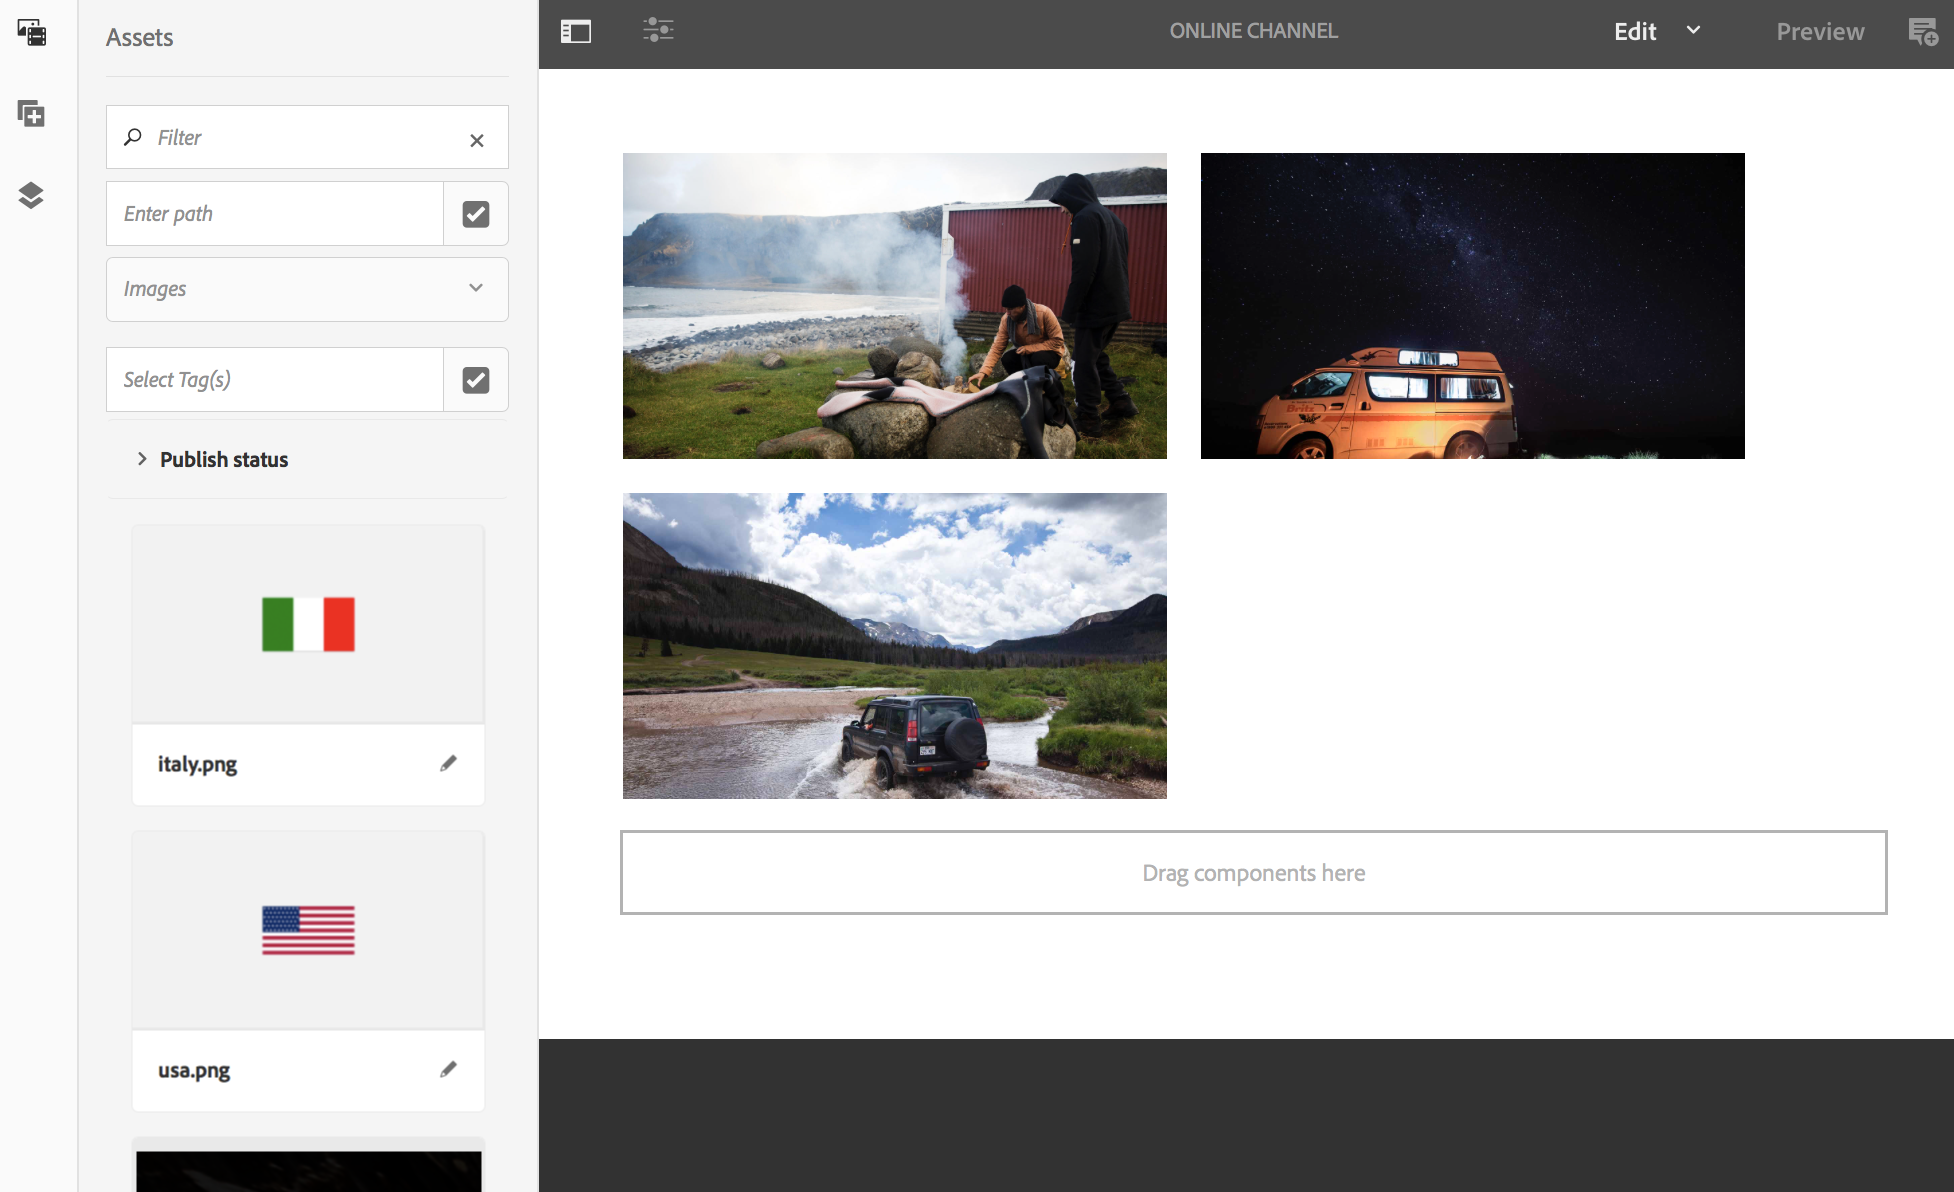 Assets
ONLINE CHANNEL
Edit
Preview
Filter
Enter path
Images
Select Tag(s)
Publish status
Britz
italy.png
usa.png
Drag components here